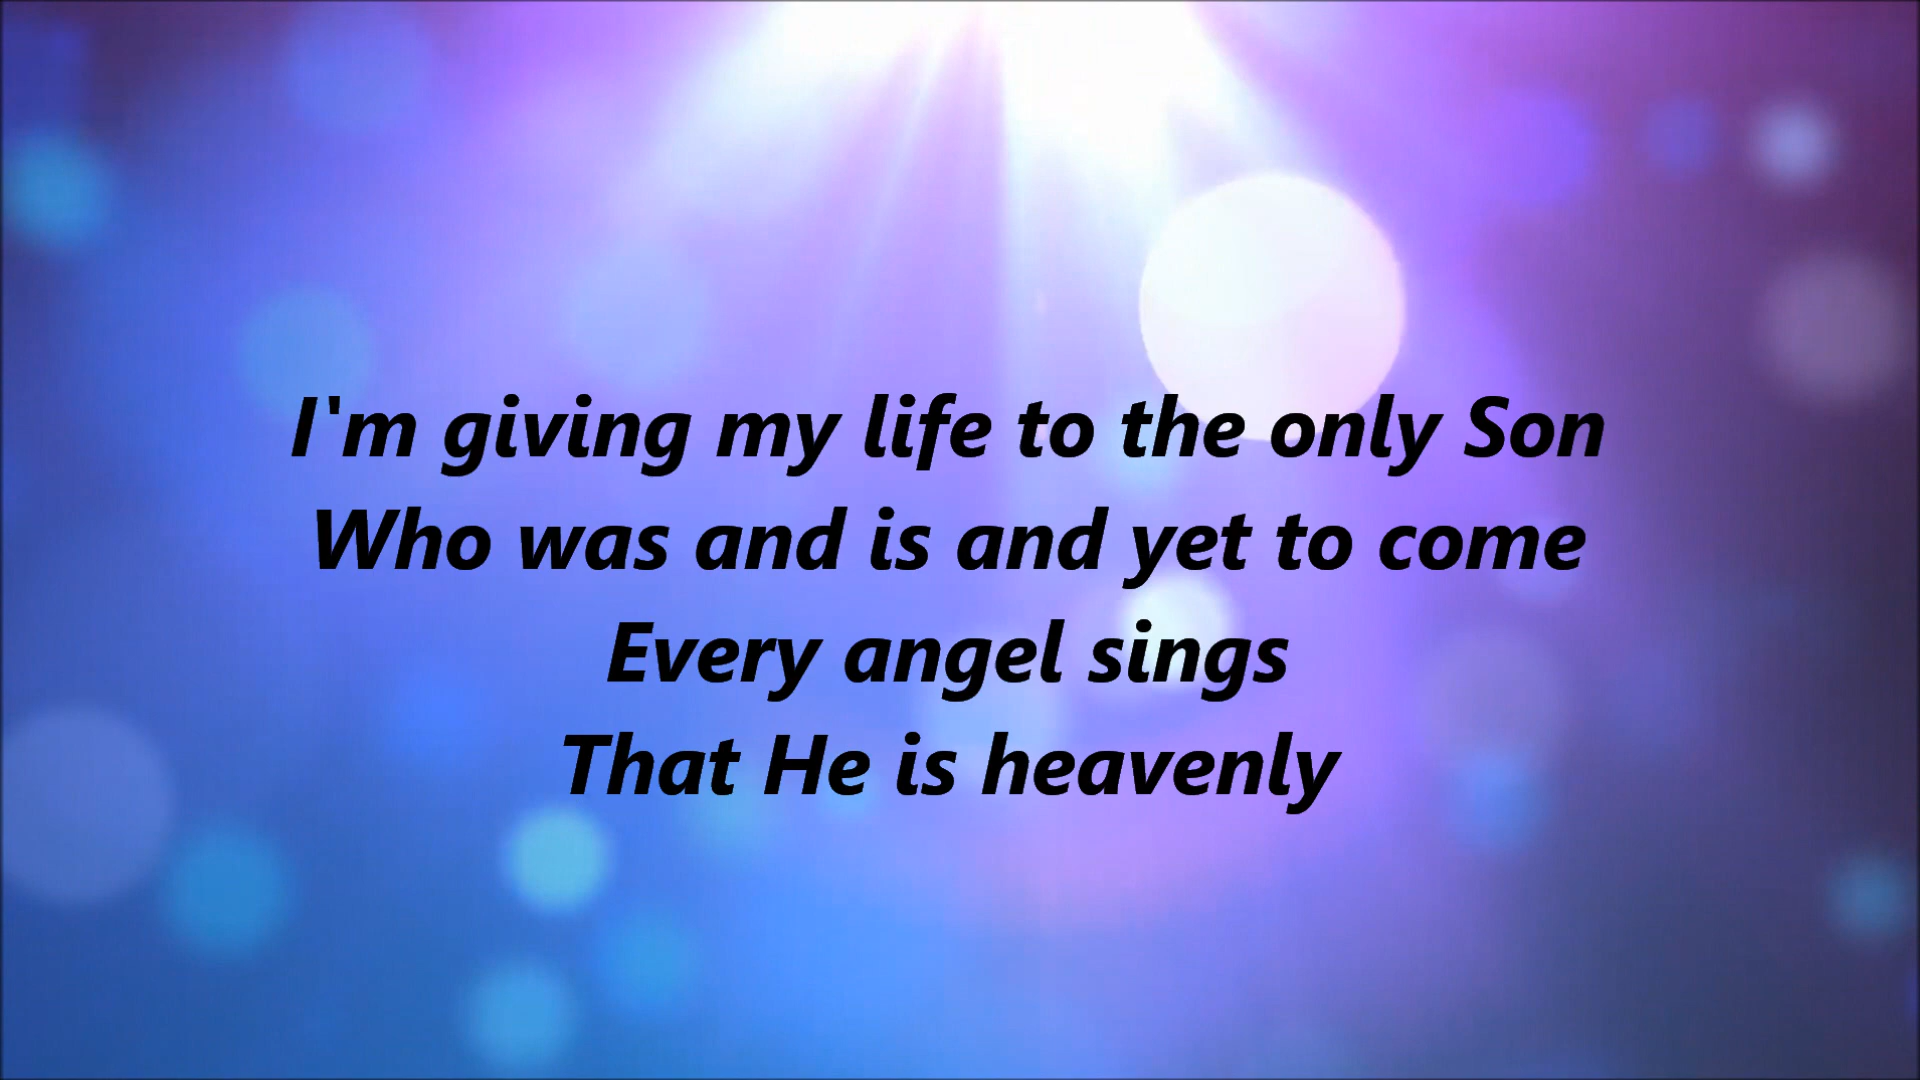 I'm giving my life to the only Son
Who was and is and yet to come
Every angel sings
That He is heavenly